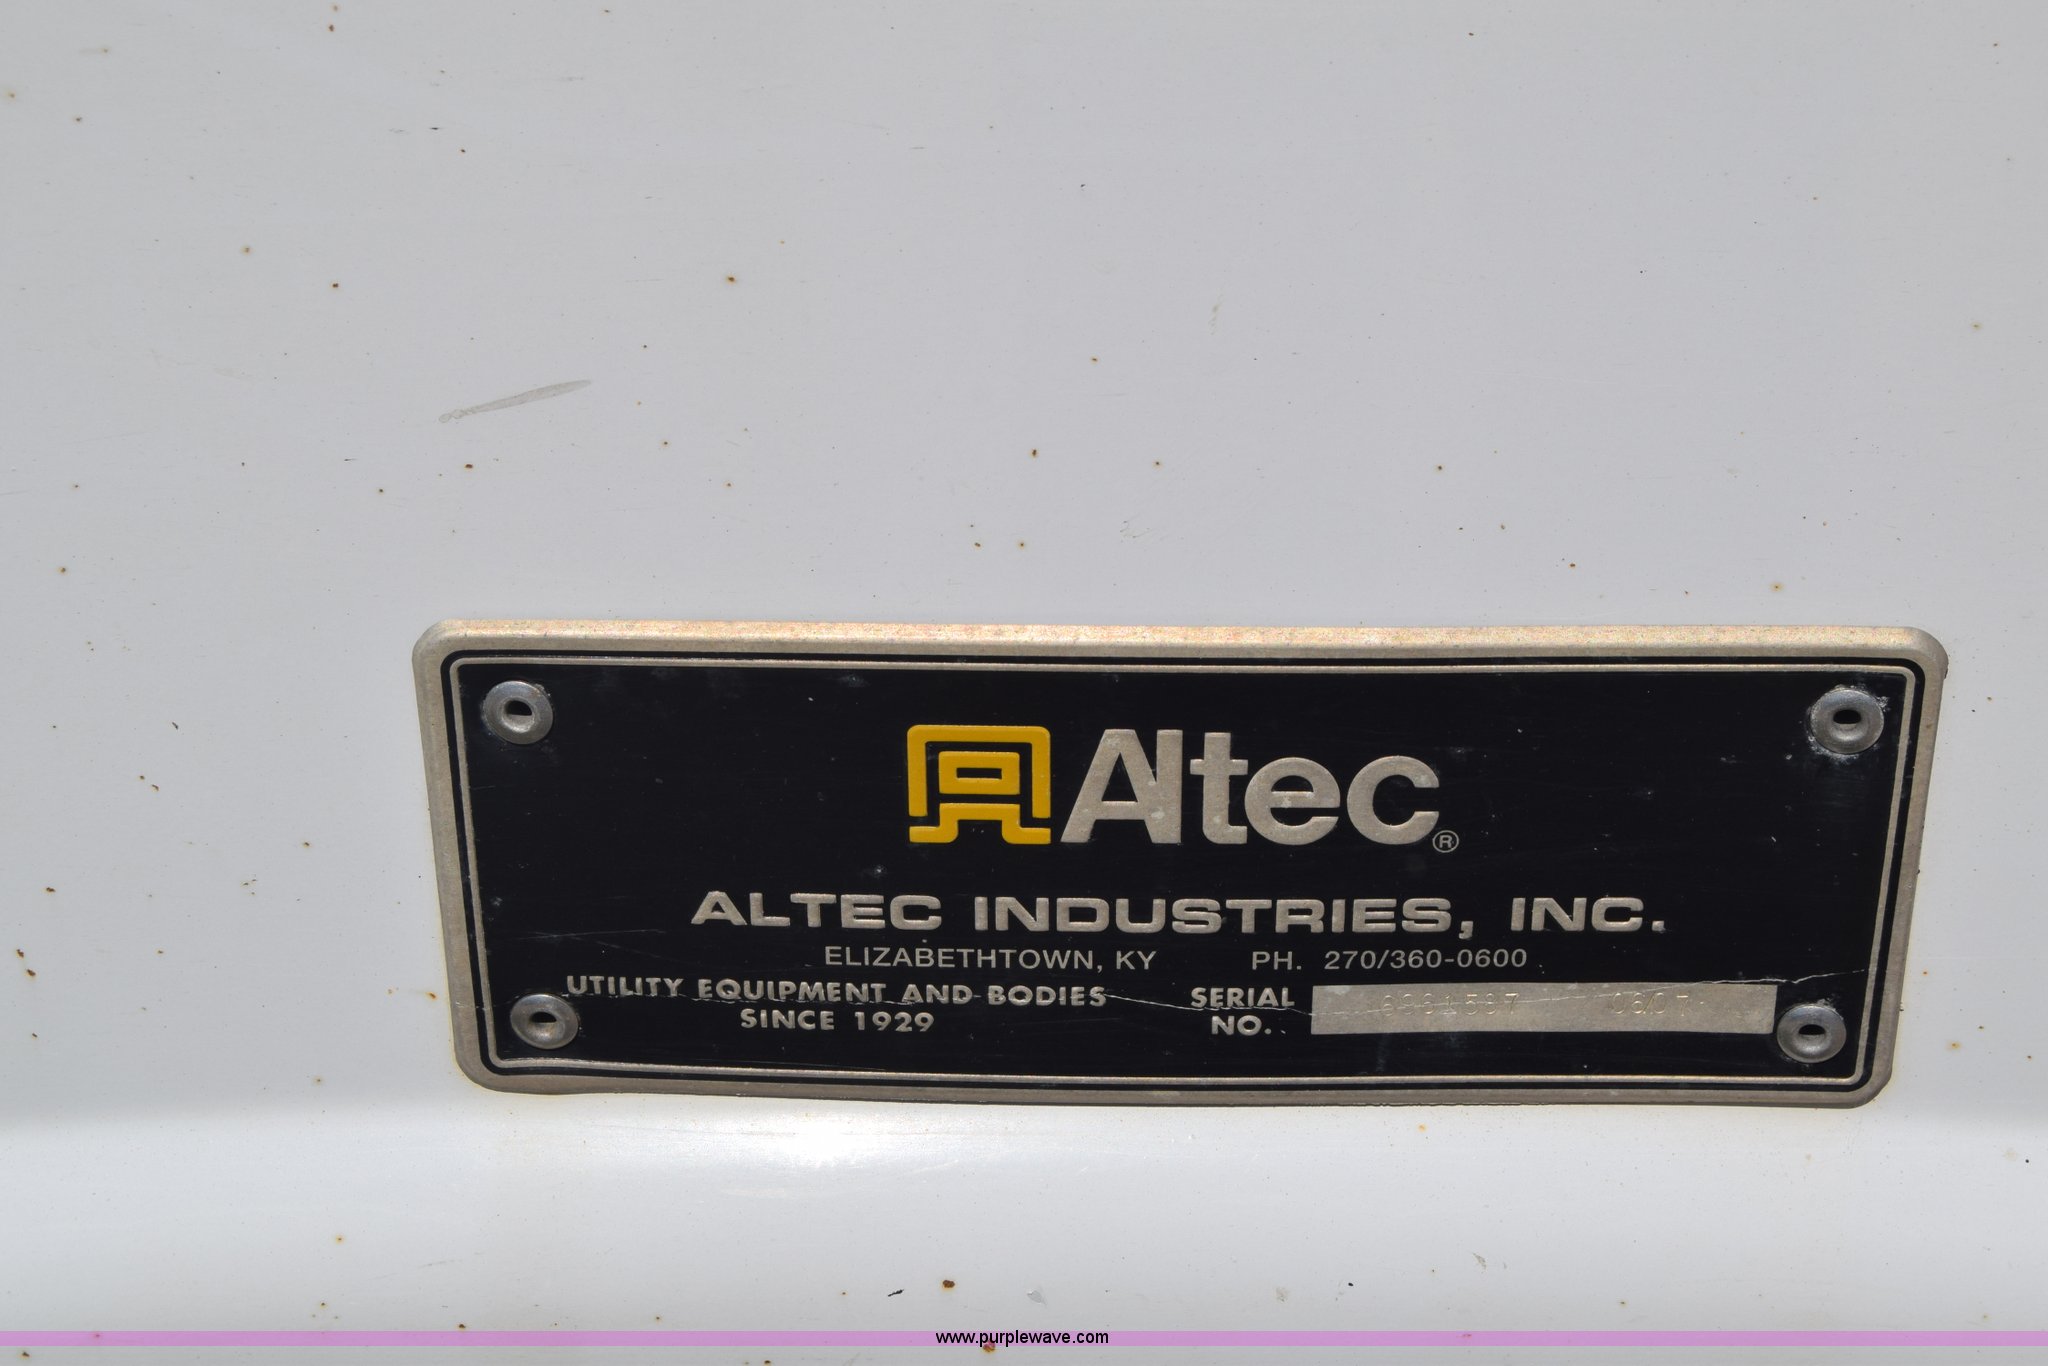 Altec®
ALTEC INDUSTRIES, INC.
ELIZABETHTOWN, KY PH. 270/360-0600
UTILITY EQUIPMENT AND BODIES
SINCE 1929
SERIAL
NO.
www.purplewave.com